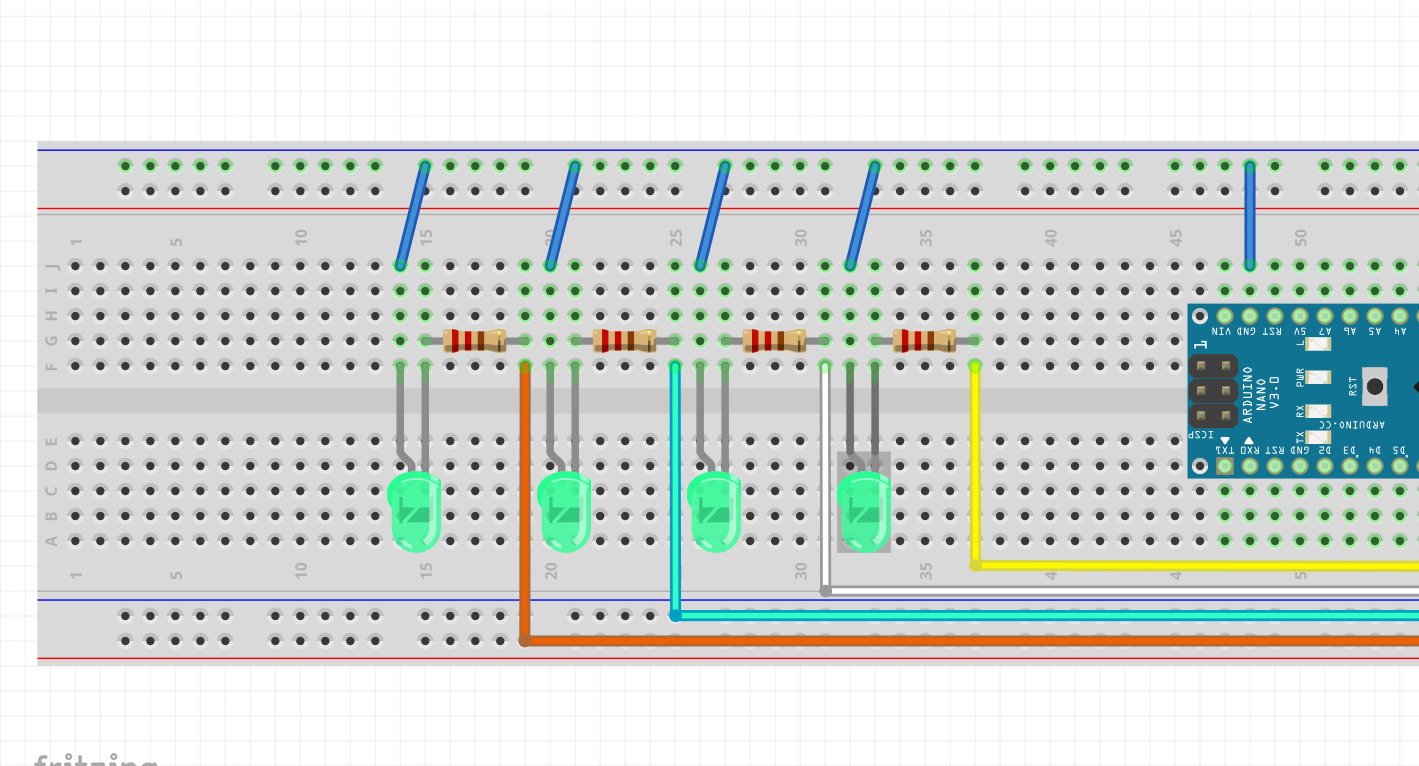 1 5 10 15 20 25 30 35 40 45 50
J
I
H
G
F
VIN GND RST 5V A7 A6 A5 A4
1
L
PWR
RX
TX
RST
ARDUINO
NANO
V3.0
ARDUINO.CC
ICSP
TX1 RX0 RST GND D2 D3 D4 D5
E
D
C
B
A
1 5 10 15 20 30 35 4 4 5
fritzing